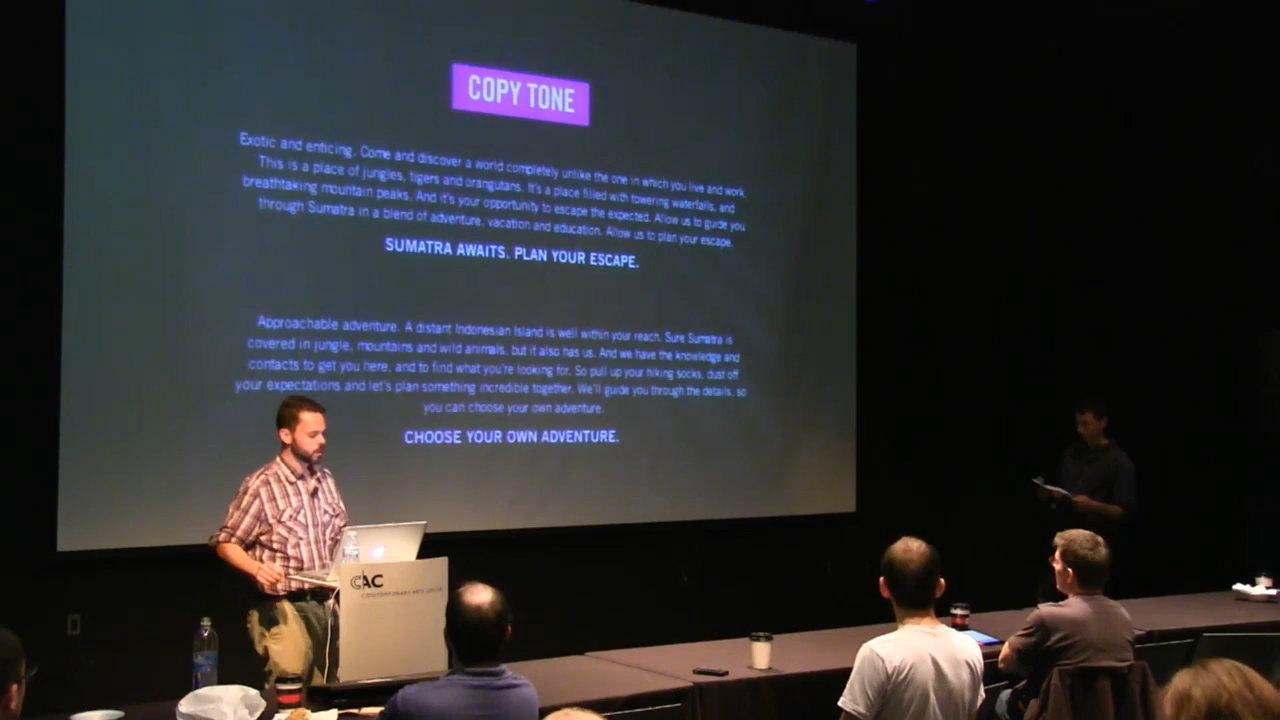 COPY TONE
Exotic and enticing. Come and discover a world completely unlike the one in which you live and work.
This is a place of jungles, tigers and orangutans. It's a place filled with towering waterfalls, and
breathtaking mountain peaks. And it's your opportunity to escape the expected. Allow us to guide you
through Sumatra in a blend of adventure, vacation and education. Allow us to plan your escape.
SUMATRA AWAITS. PLAN YOUR ESCAPE.
Approachable adventure. A distant Indonesian Island is well within your reach. Sure Sumatra is
covered in jungle, mountains and wild animals, but it also has us. And we have the knowledge and
contacts to get you here, and to find what you're looking for. So pull up your hiking socks, dust off
your expectations and let's plan something incredible together. We'll guide you through the details, so
you can choose your own adventure.
CHOOSE YOUR OWN ADVENTURE.
CAC
CONTEMPORARY ARTS CENTER